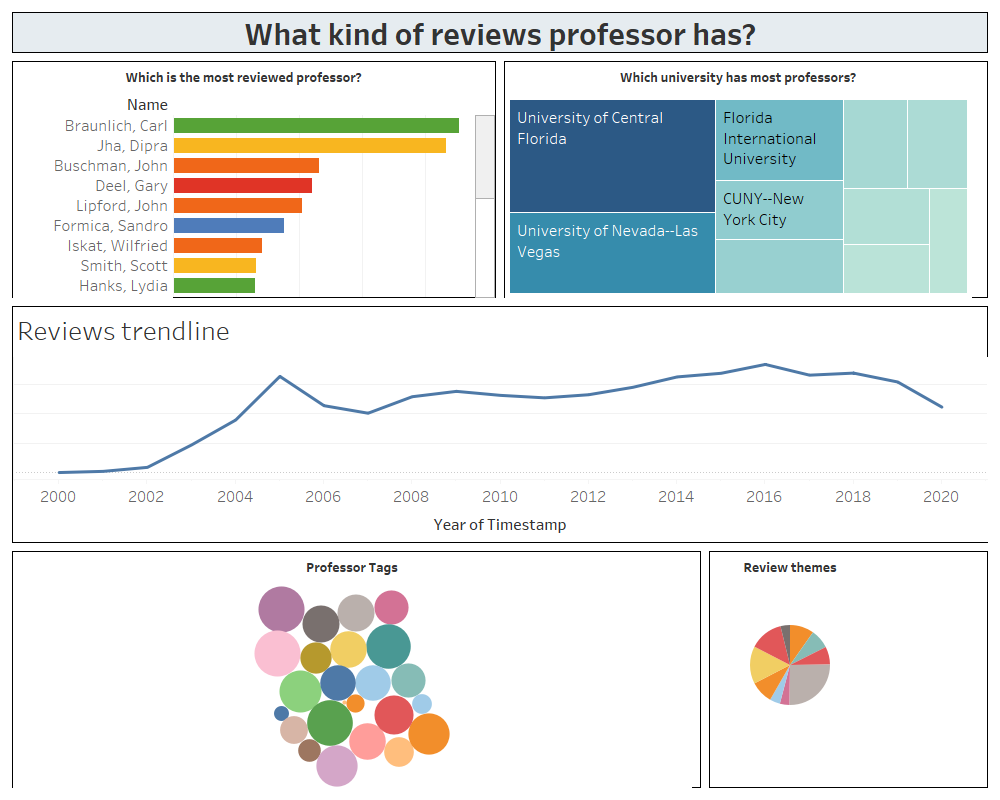 What kind of reviews professor has?
Which is the most reviewed professor?
Name
Braunlich, Carl
Jha, Dipra
Buschman, John
Deel, Gary
Lipford, John
Formica, Sandro
Iskat, Wilfried
Smith, Scott
Hanks, Lydia
Which university has most professors?
University of Central
Florida
University of Nevada--Las
Vegas
Florida
International
University
CUNY--New
York City
Reviews trendline
2000 2002 2004 2006 2008 2010 2012 2014 2016 2018 2020
Year of Timestamp
Professor Tags
Review themes